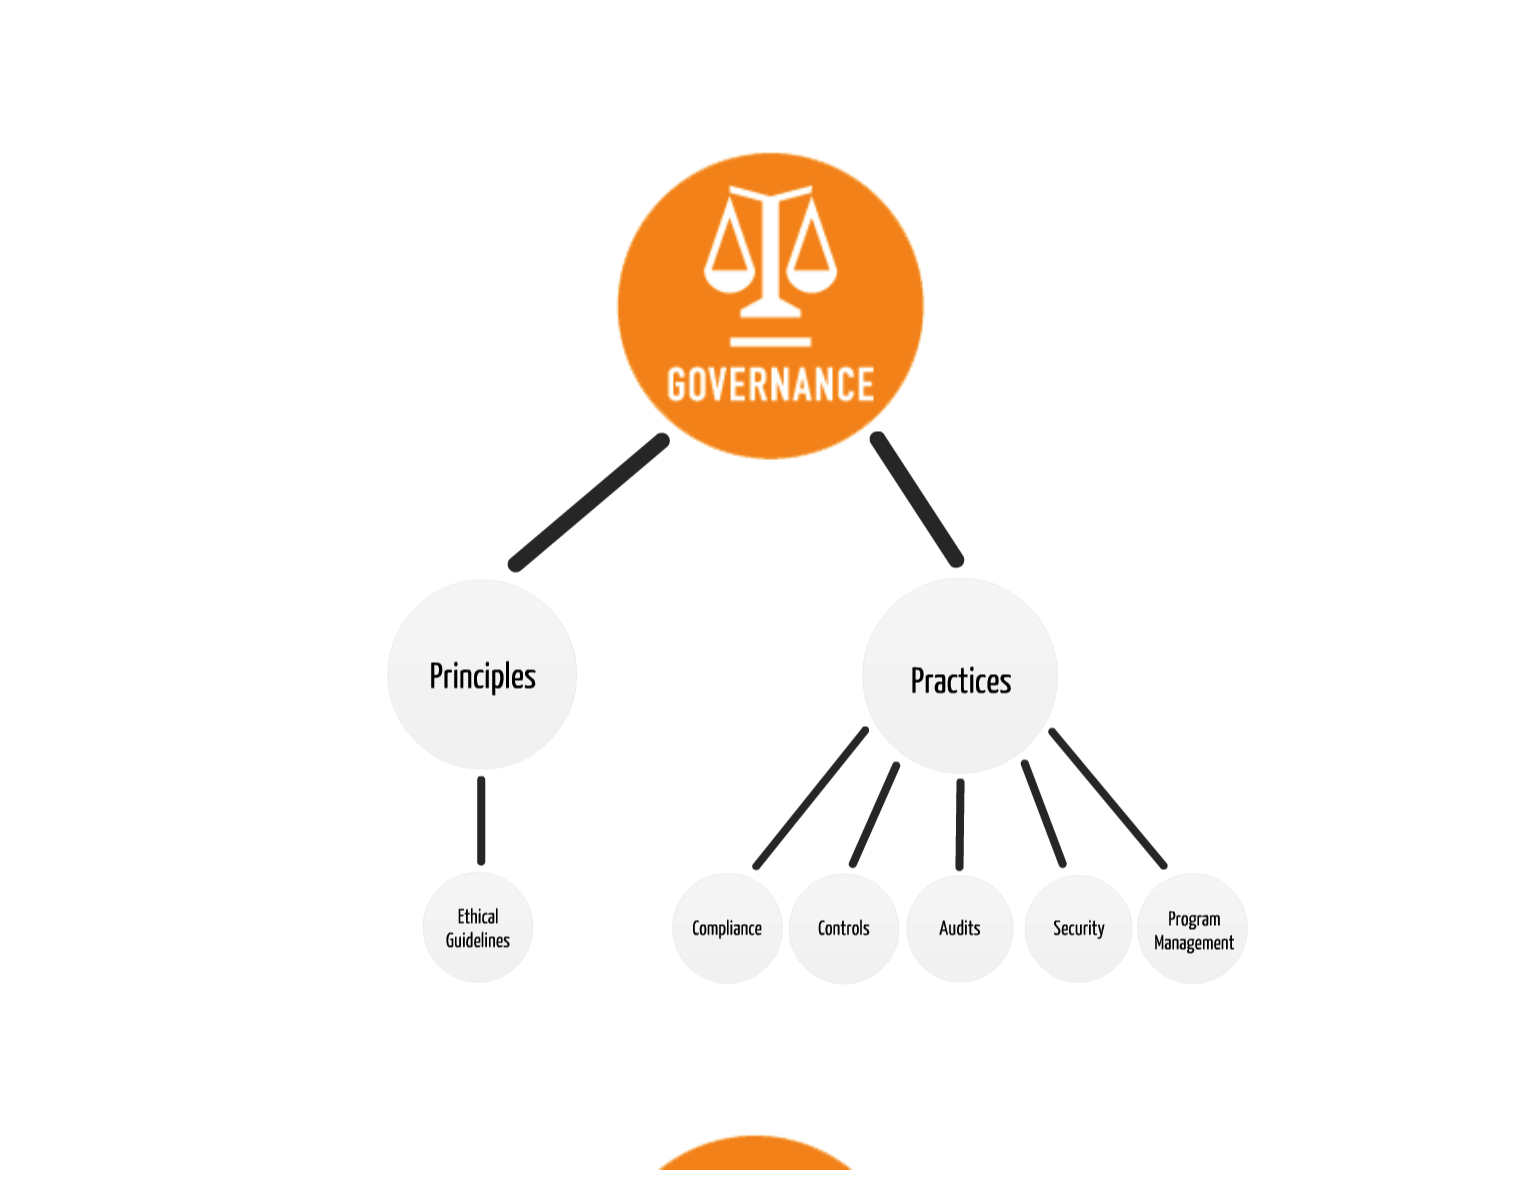 GOVERNANCE
Principles
Practices
Ethical
Guidelines
Compliance
Controls
Audits
Security
Program
Management